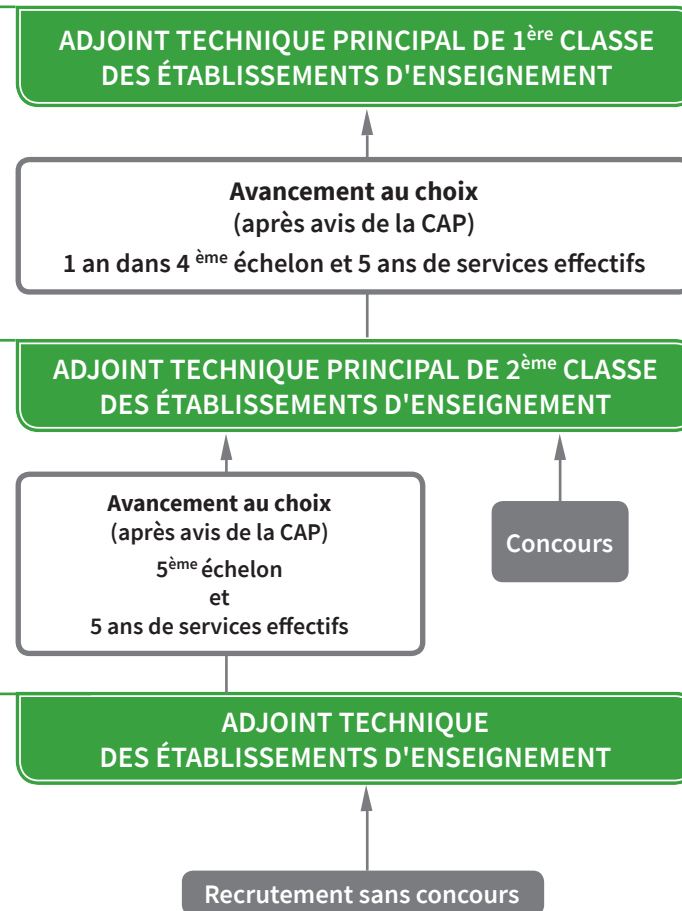 ADJOINT TECHNIQUE PRINCIPAL DE 1ère CLASSE
DES ÉTABLISSEMENTS D'ENSEIGNEMENT
Avancement au choix
(après avis de la CAP)
1 an dans 4 ème échelon et 5 ans de services effectifs
ADJOINT TECHNIQUE PRINCIPAL DE 2ème CLASSE
DES ÉTABLISSEMENTS D'ENSEIGNEMENT
Avancement au choix
(après avis de la CAP)
5ème échelon
et
5 ans de services effectifs
Concours
ADJOINT TECHNIQUE
DES ÉTABLISSEMENTS D'ENSEIGNEMENT
Recrutement sans concours